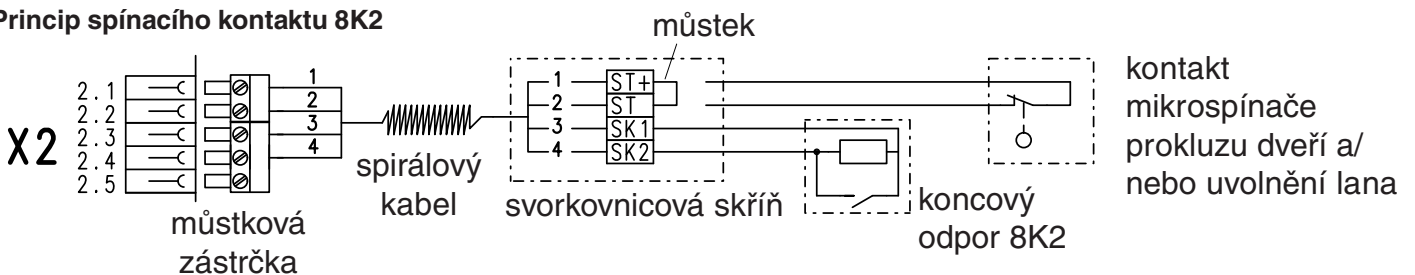 Princip spínacího kontaktu 8K2
můstek
X2
2.1
2.2
2.3
2.4
2.5
1
2
3
4
můstková
zástrčka
spirálový
kabel
1 ST+
2 ST
3 SK1
4 SK2
svorkovnicová skříň
koncový
odpor 8K2
kontakt
mikrospínače
prokluzu dveří a/
nebo uvolnění lana